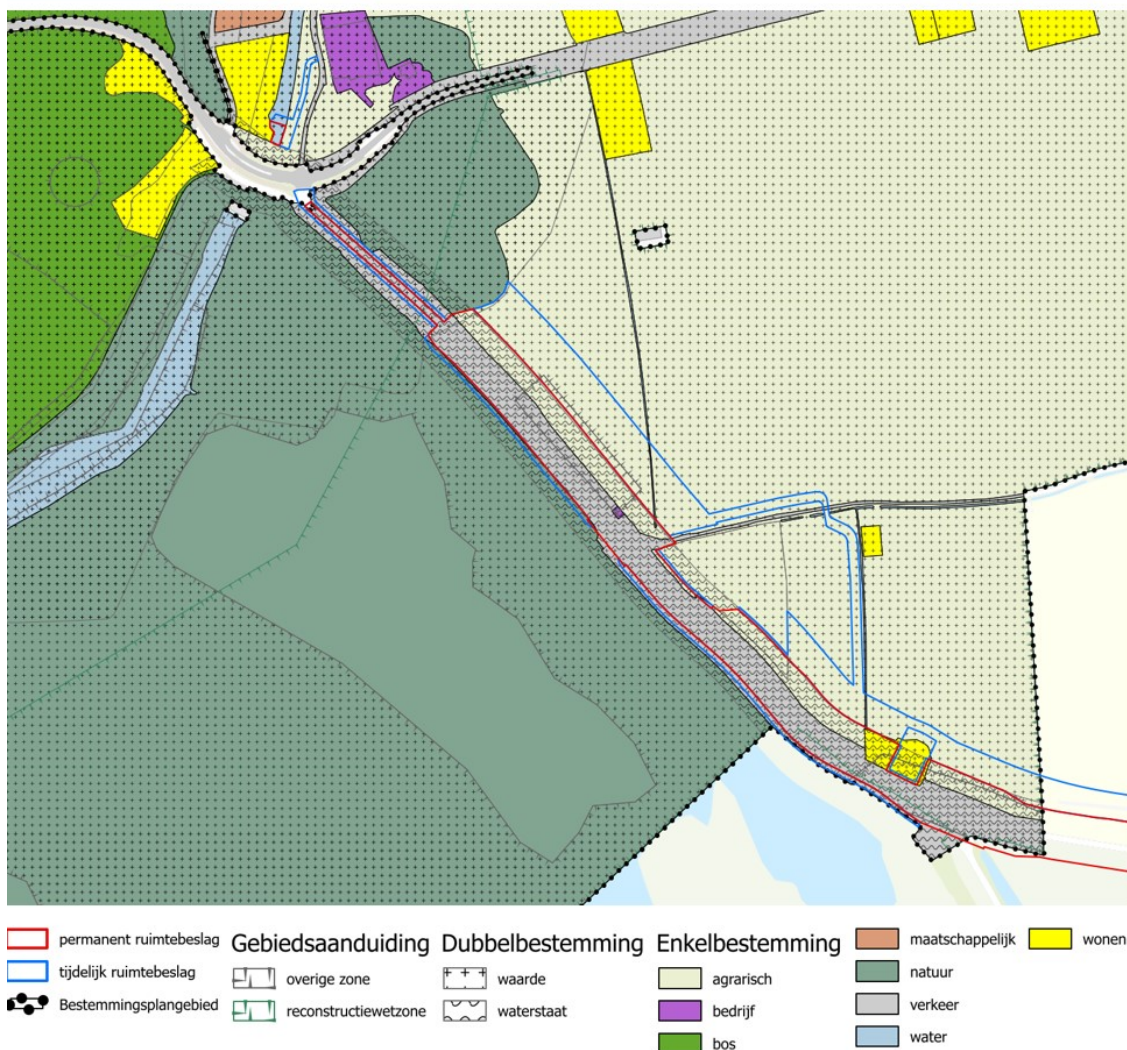 permanent ruimtebeslag
tijdelijk ruimtebeslag
Bestemmingsplangebied
Gebiedsaanduiding
overige zone
reconstructiewetzone
Dubbelbestemming
waarde
waterstaat
Enkelbestemming
agrarisch
bedrijf
bos
maatschappelijk
natuur
verkeer
water
wonen